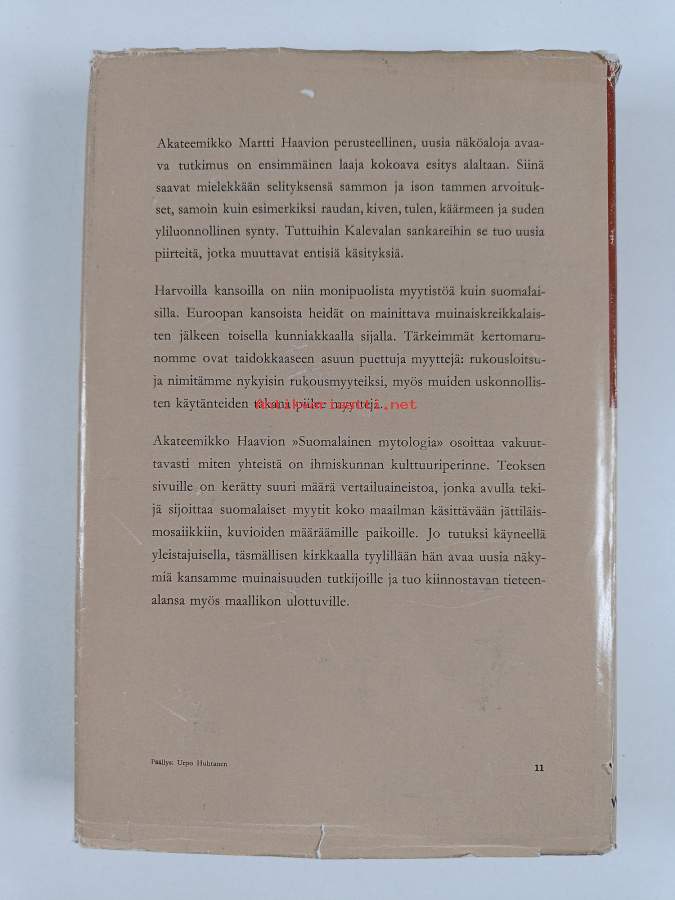 Akateemikko Martti Haavion perusteellinen, uusia näköaloja avaa-
va tutkimus on ensimmäinen laaja kokoava esitys alaltaan. Siinä
saavat mielekkään selityksensä sammon ja ison tammen arvoituk-
set, samoin kuin esimerkiksi raudan, kiven, tulen, käärmeen ja suden
yliluonnollinen synty. Tuttuihin Kalevalan sankareihin se tuo uusia
piirteitä, jotka muuttavat entisiä käsityksiä.
Harvoilla kansoilla on niin monipuolista myytistöä kuin suomalai-
silla. Euroopan kansoista heidät on mainittava muinaiskreikkalais-
ten jälkeen toisella kunniakkaalla sijalla. Tärkeimmät kertomaru-
nomme ovat taidokkaaseen asuun puettuja myyttejä: rukousloitsu-
ja nimitämme nykyisin rukousmyyteiksi, myös muiden uskonnollis-
ten käytänteiden takana piilee myyttejä.
Antikvariaatti.net
Akateemikko Haavion »Suomalainen mytologia» osoittaa vakuut-
tavasti miten yhteistä on ihmiskunnan kulttuuriperinne. Teoksen
sivuille on kerätty suuri määrä vertailuaineistoa, jonka avulla teki-
jä sijoittaa suomalaiset myytit koko maailman käsittävään jättiläis-
mosaiikkiin, kuvioiden määräämille paikoille. Jo tutuksi käyneellä
yleistajuisella, täsmällisen kirkkaalla tyylillään hän avaa uusia näky-
miä kansamme muinaisuuden tutkijoille ja tuo kiinnostavan tieteen-
alansa myös maallikon ulottuville.
Päällys: Urpo Huhtanen
11